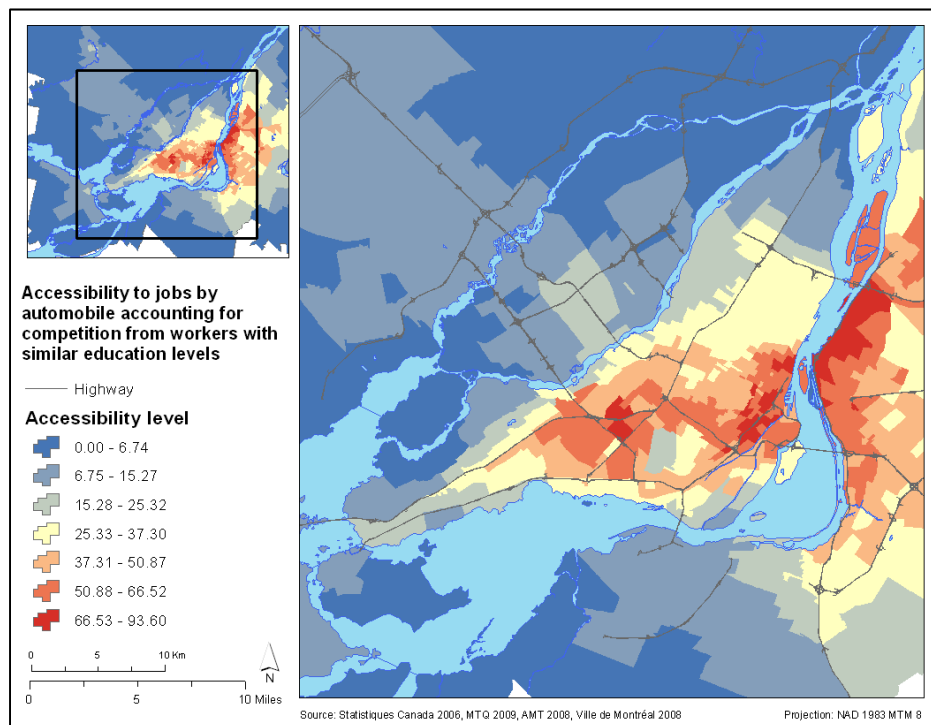 Accessibility to jobs by
automobile accounting for
competition from workers with
similar education levels
Highway
Accessibility level
0.00 - 6.74
6.75 - 15.27
15.28 - 25.32
25.33 - 37.30
37.31 - 50.87
50.88 - 66.52
66.53 - 93.60
0 5 10 Km
N
0 5 10 Miles
Source: Statistiques Canada 2006, MTQ 2009, AMT 2008, Ville de Montréal 2008
Projection: NAD 1983 MTM 8